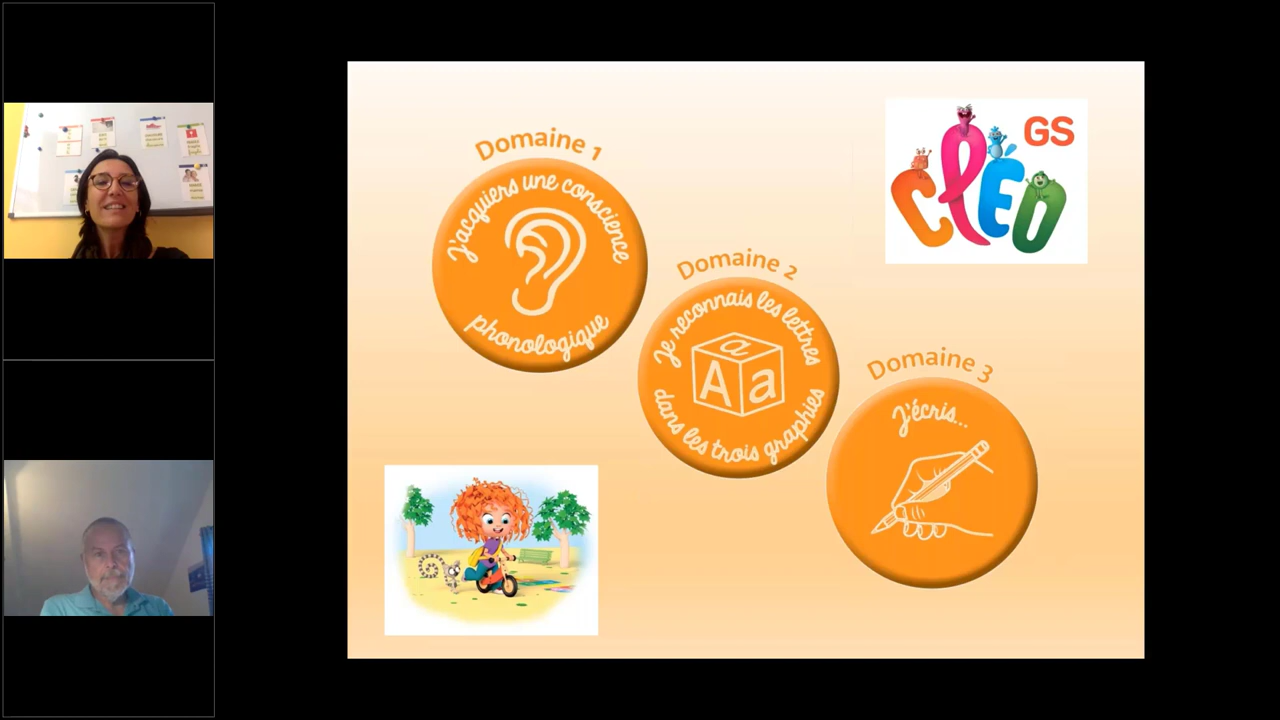 Domaine 1
J'acquiers une conscience
phonologique
Domaine 2
Je reconnais les lettres
dans les trois graphies
a
A a
Domaine 3
J'écris...
GS
CLEO